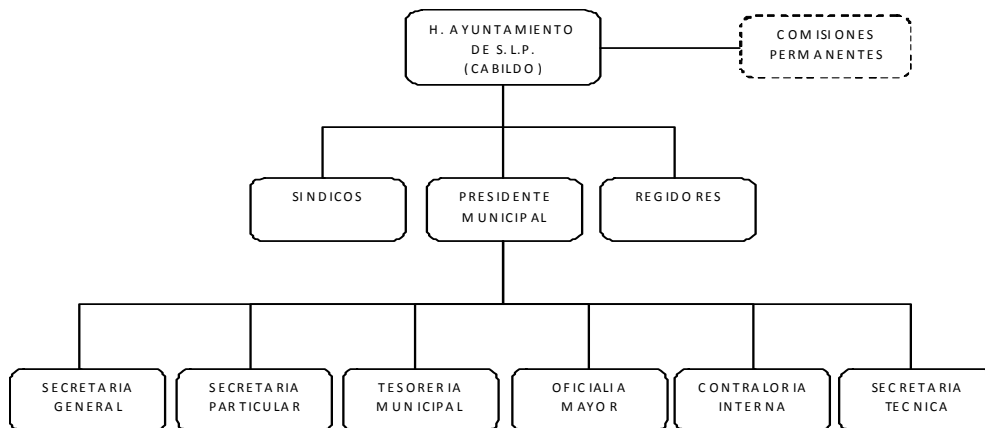 H. AYUNTAMIENTO
DE S.L.P.
(CABILDO)
COMISIONES
PERMANENTES
SINDICOS
PRESIDENTE
MUNICIPAL
REGIDORES
SECRETARIA
GENERAL
SECRETARIA
PARTICULAR
TESORERIA
MUNICIPAL
OFICIALIA
MAYOR
CONTRALORIA
INTERNA
SECRETARIA
TECNICA